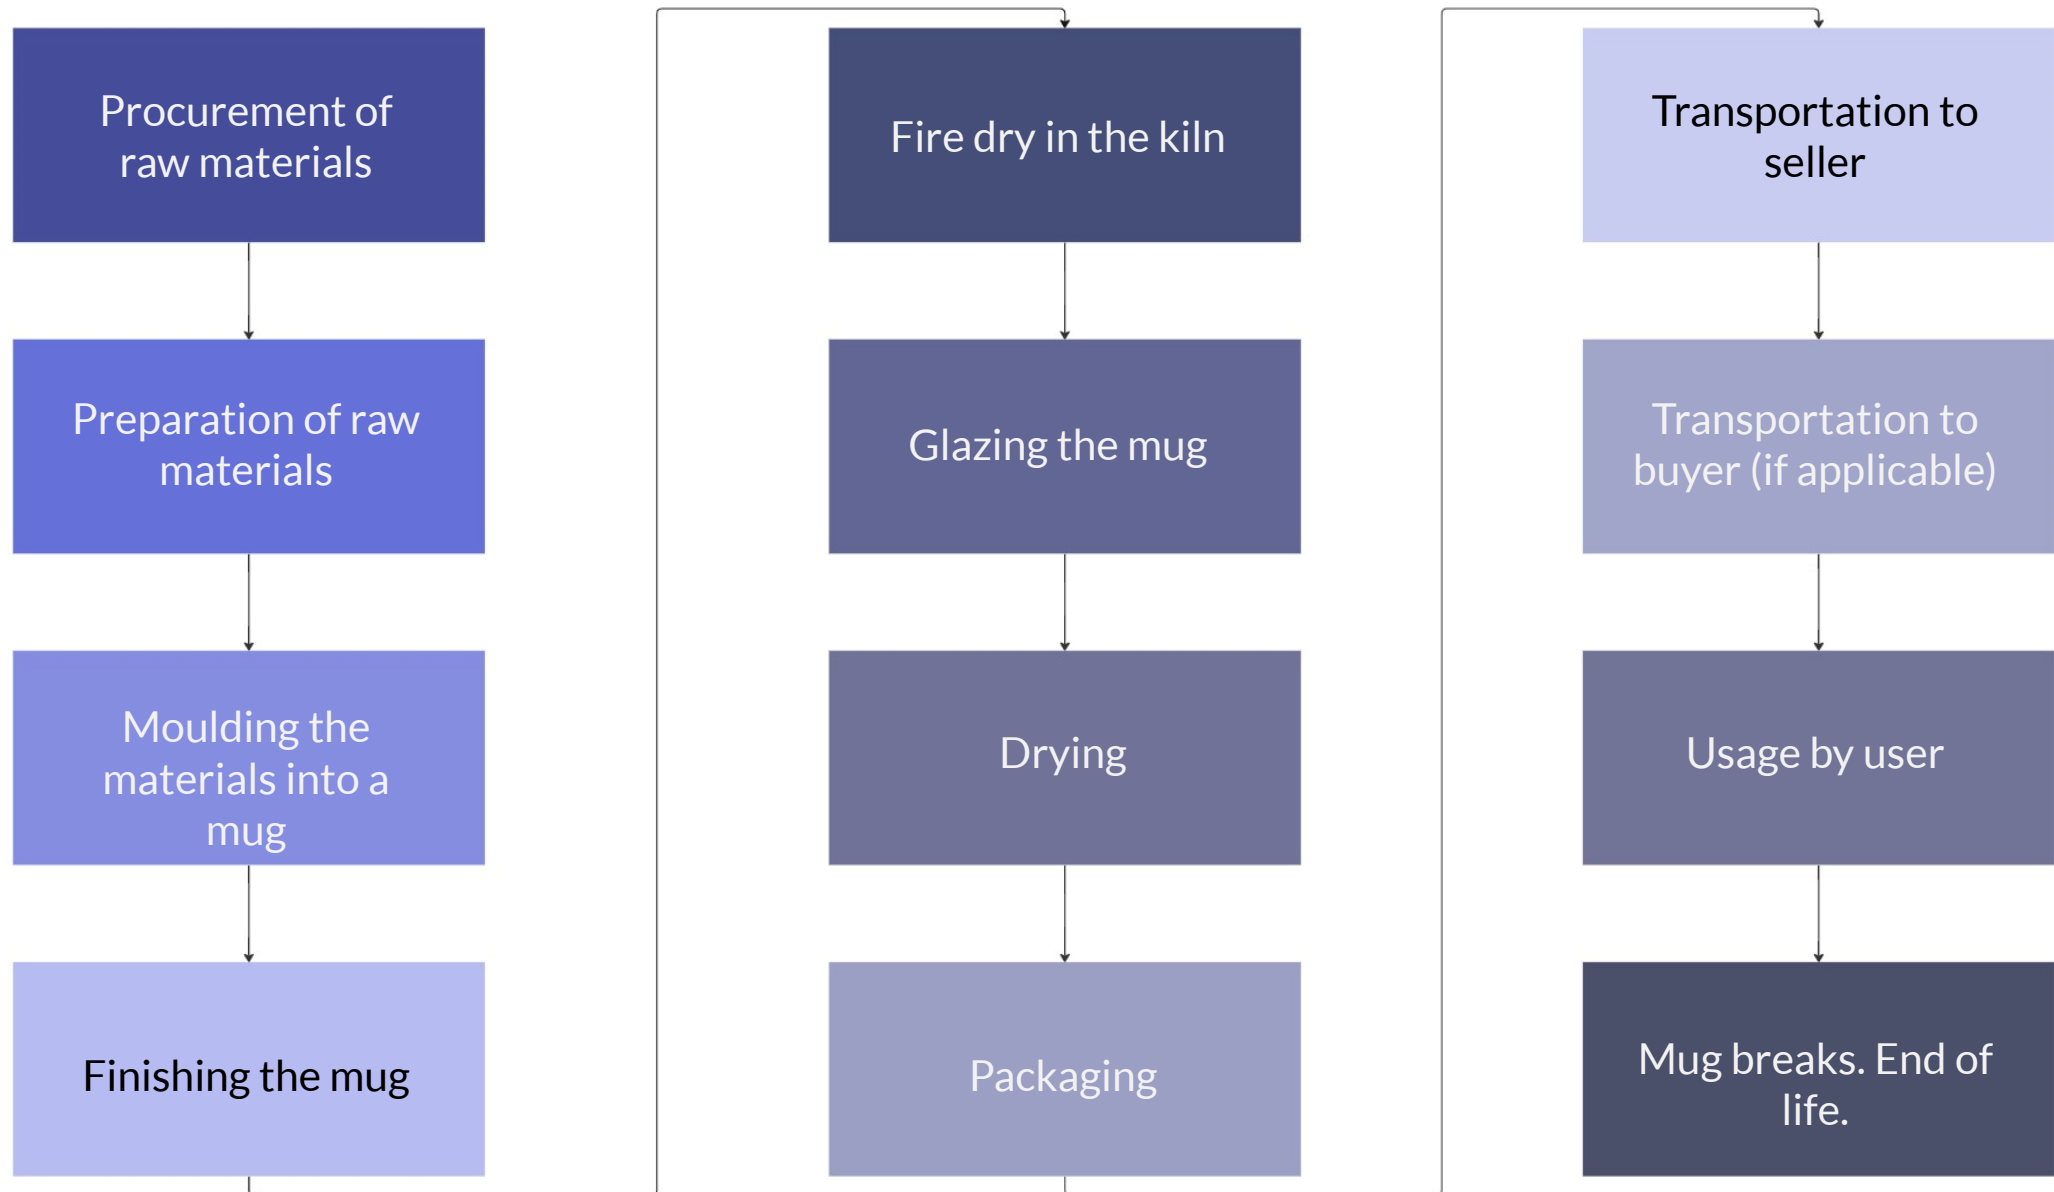 Procurement of
raw materials
Preparation of raw
materials
Moulding the
materials into a
mug
Finishing the mug
Fire dry in the kiln
Glazing the mug
Drying
Packaging
Transportation to
seller
Transportation to
buyer (if applicable)
Usage by user
Mug breaks. End of
life.